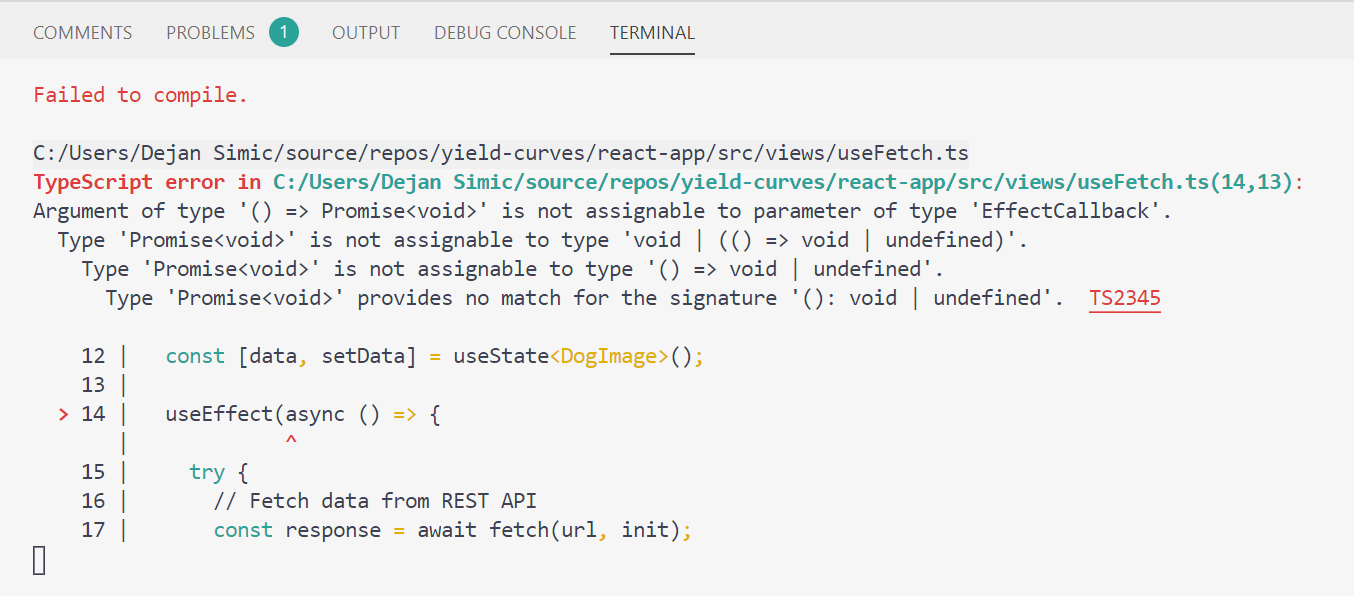 COMMENTS PROBLEMS 1 OUTPUT DEBUG CONSOLE TERMINAL
Failed to compile.
C:/Users/Dejan Simic/source/repos/yield-curves/react-app/src/views/useFetch.ts
TypeScript error in C:/Users/Dejan Simic/source/repos/yield-curves/react-app/src/views/useFetch.ts(14,13):
Argument of type '() => Promise<void>' is not assignable to parameter of type 'EffectCallback'.
  Type 'Promise<void>' is not assignable to type 'void | (() => void | undefined)'.
    Type 'Promise<void>' is not assignable to type '() => void | undefined'.
      Type 'Promise<void>' provides no match for the signature '(): void | undefined'.  TS2345
    12 |   const [data, setData] = useState<DogImage>();
    13 |
  > 14 |   useEffect(async () => {
       |             ^
    15 |     try {
    16 |       // Fetch data from REST API
    17 |       const response = await fetch(url, init);